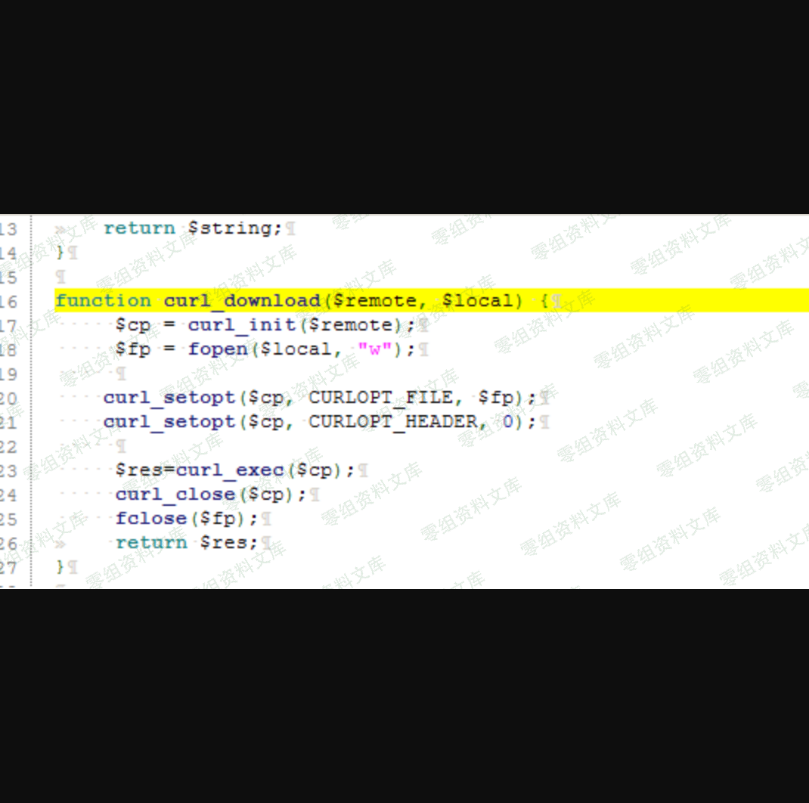 13 return $string;
14 }
15
16 function curl_download($remote, $local) {
17 $cp = curl_init($remote);
18 $fp = fopen($local, "w");
19
20 curl_setopt($cp, CURLOPT_FILE, $fp);
21 curl_setopt($cp, CURLOPT_HEADER, 0);
22
23 $res=curl_exec($cp);
24 curl_close($cp);
25 fclose($fp);
26 return $res;
27 }
零组资料文库